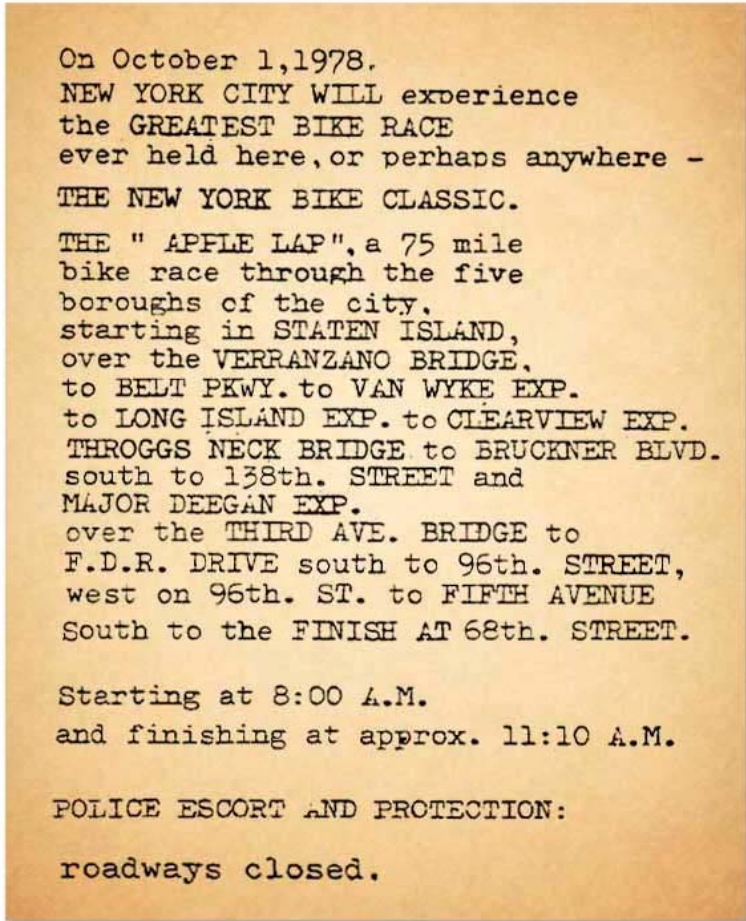 On October 1,1978.
NEW YORK CITY WILL experience
the GREATEST BIKE RACE
ever held here, or perhaps anywhere -
THE NEW YORK BIKE CLASSIC.
THE " APPLE LAP", a 75 mile
bike race through the five
boroughs of the city,
starting in STATEN ISLAND,
over the VERRANZANO BRIDGE,
to BELT PKWY. to VAN WYKE EXP.
to LONG ISLAND EXP. to CLEARVIEW EXP.
THROGGS NECK BRIDGE to BRUCKNER BLVD.
south to 138th. STREET and
MAJOR DEEGAN EXP.
over the THIRD AVE. BRIDGE to
F.D.R. DRIVE south to 96th. STREET,
west on 96th. ST. to FIFTH AVENUE
South to the FINISH AT 68th. STREET.
Starting at 8:00 A.M.
and finishing at approx. 11:10 A.M.
POLICE ESCORT AND PROTECTION:
roadways closed.